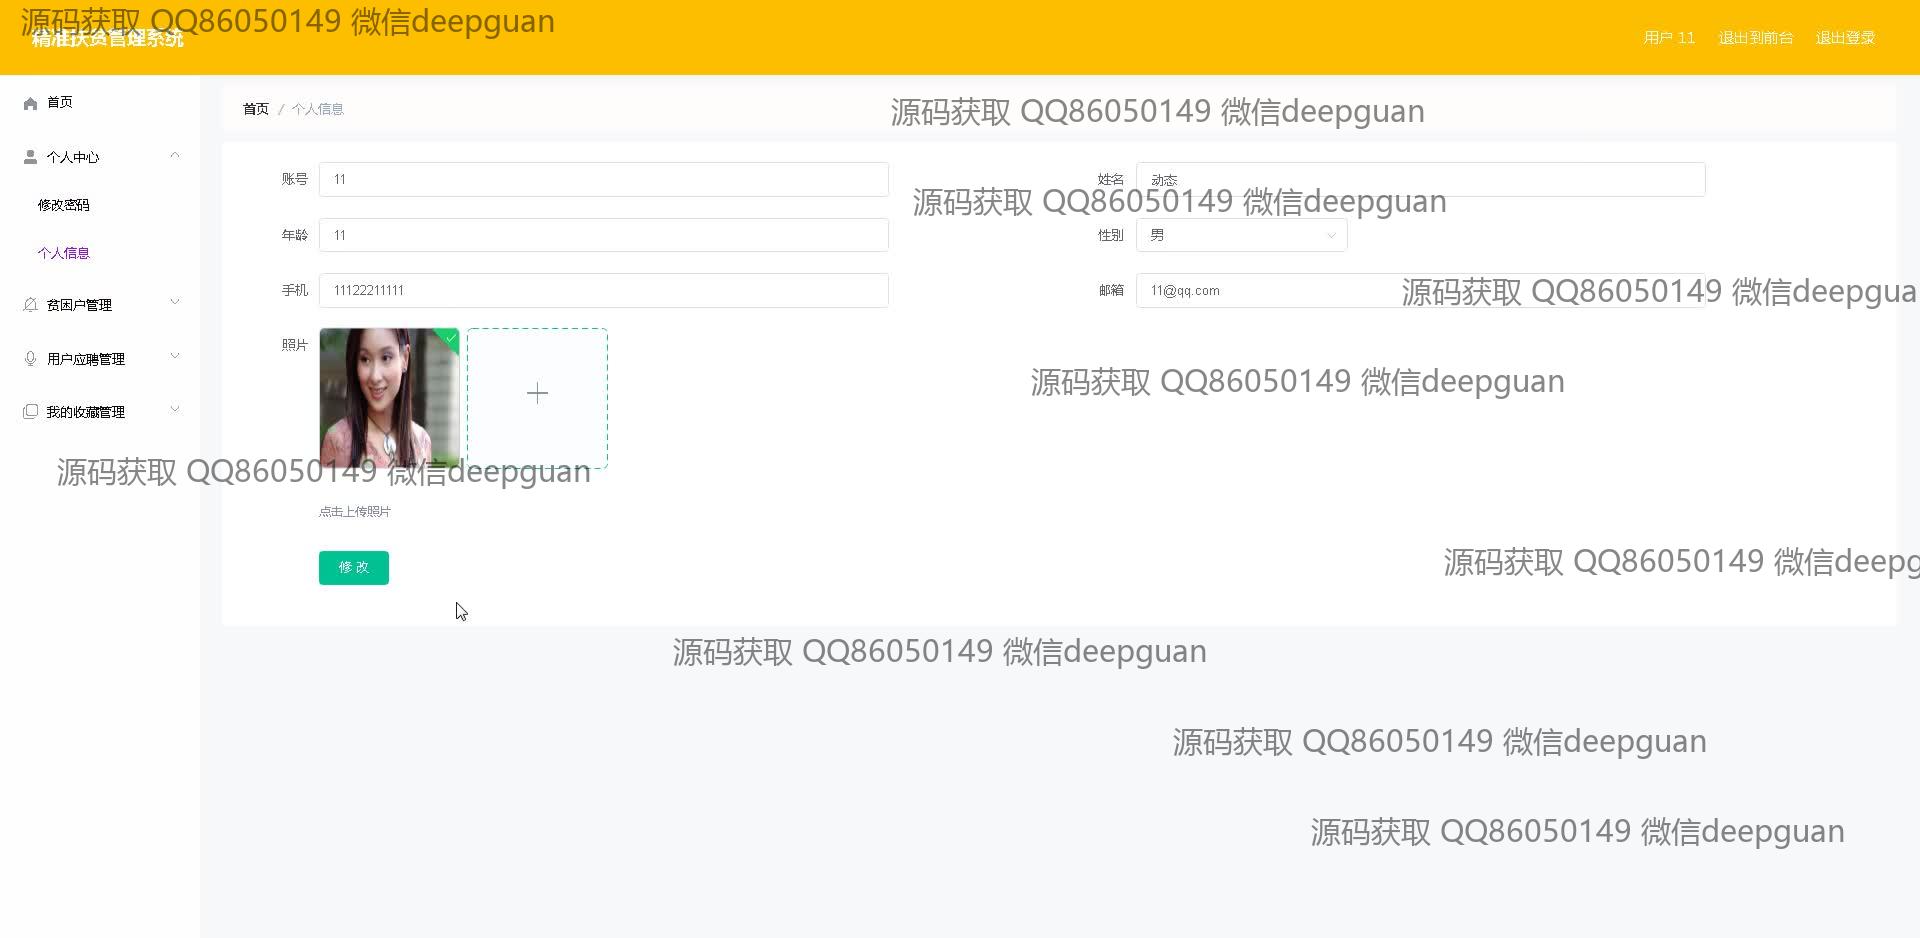 源码获取 QQ86050149 微信deepguan
精准扶贫管理系统
用户 11 退出到前台 退出登录
首页
首页 / 个人信息
源码获取 QQ86050149 微信deepguan
个人中心
账号 11
姓名 动态
修改密码
源码获取 QQ86050149 微信deepguan
年龄 11
性别 男
个人信息
手机 11122211111
邮箱 11@qq.com
源码获取 QQ86050149 微信deepgua
贫困户管理
照片
用户应聘管理
源码获取 QQ86050149 微信deepguan
我的收藏管理
源码获取 QQ86050149 微信deepguan
点击上传照片
修改
源码获取 QQ86050149 微信deepg
源码获取 QQ86050149 微信deepguan
源码获取 QQ86050149 微信deepguan
源码获取 QQ86050149 微信deepguan